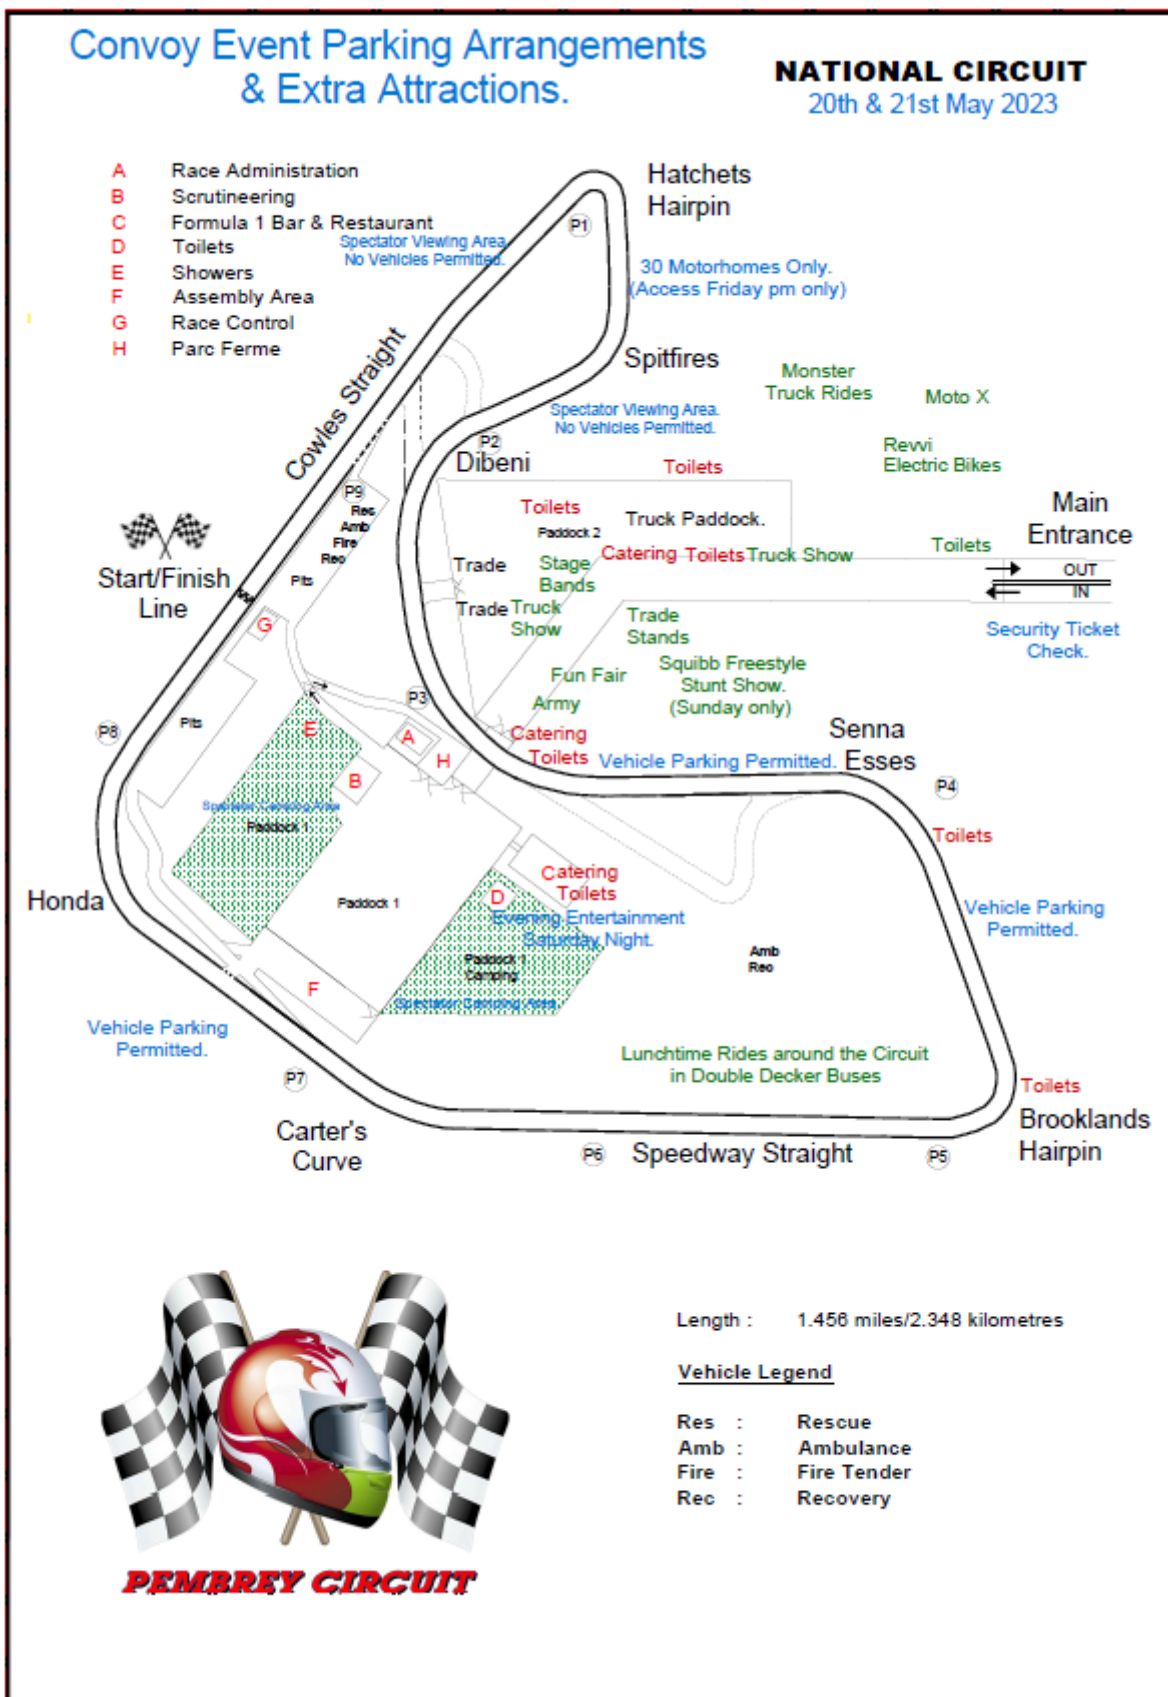 Convoy Event Parking Arrangements
& Extra Attractions.
NATIONAL CIRCUIT
20th & 21st May 2023
A Race Administration
B Scrutineering
C Formula 1 Bar & Restaurant
D Toilets
E Showers
F Assembly Area
G Race Control
H Parc Ferme
Hatchets
Hairpin
P1
Spectator Viewing Area
No Vehicles Permitted.
30 Motorhomes Only.
(Access Friday pm only)
Cowles Straight
Spitfires
Monster
Truck Rides
Moto X
Spectator Viewing Area.
No Vehicles Permitted.
P2
Dibeni
Revvi
Electric Bikes
Toilets
P9
Rec
Amb
Fire
Rec
Pits
Toilets
Paddock 2
Truck Paddock.
Main
Entrance
Catering Toilets Truck Show
Toilets
OUT
IN
Security Ticket
Check.
Start/Finish
Line
Trade
Stage
Bands
Trade
Truck
Show
Trade
Stands
G
Fun Fair
Squibb Freestyle
Stunt Show.
(Sunday only)
Army
P3
P8
Pits
E
A
H
B
Catering
Toilets
Vehicle Parking Permitted.
Senna
Esses
P4
Toilets
Spectator Camping Area
Paddock 1
Honda
Paddock 1
Catering
Toilets
D
Evening Entertainment
Saturday Night.
Vehicle Parking
Permitted.
Amb
Rec
Paddock 1
Camping
Spectator Camping Area
F
Vehicle Parking
Permitted.
Lunchtime Rides around the Circuit
in Double Decker Buses
P7
Toilets
Brooklands
Hairpin
Carter's
Curve
P6
Speedway Straight
P5
Length : 1.456 miles/2.348 kilometres
Vehicle Legend
Res : Rescue
Amb : Ambulance
Fire : Fire Tender
Rec : Recovery
PEMBREY CIRCUIT